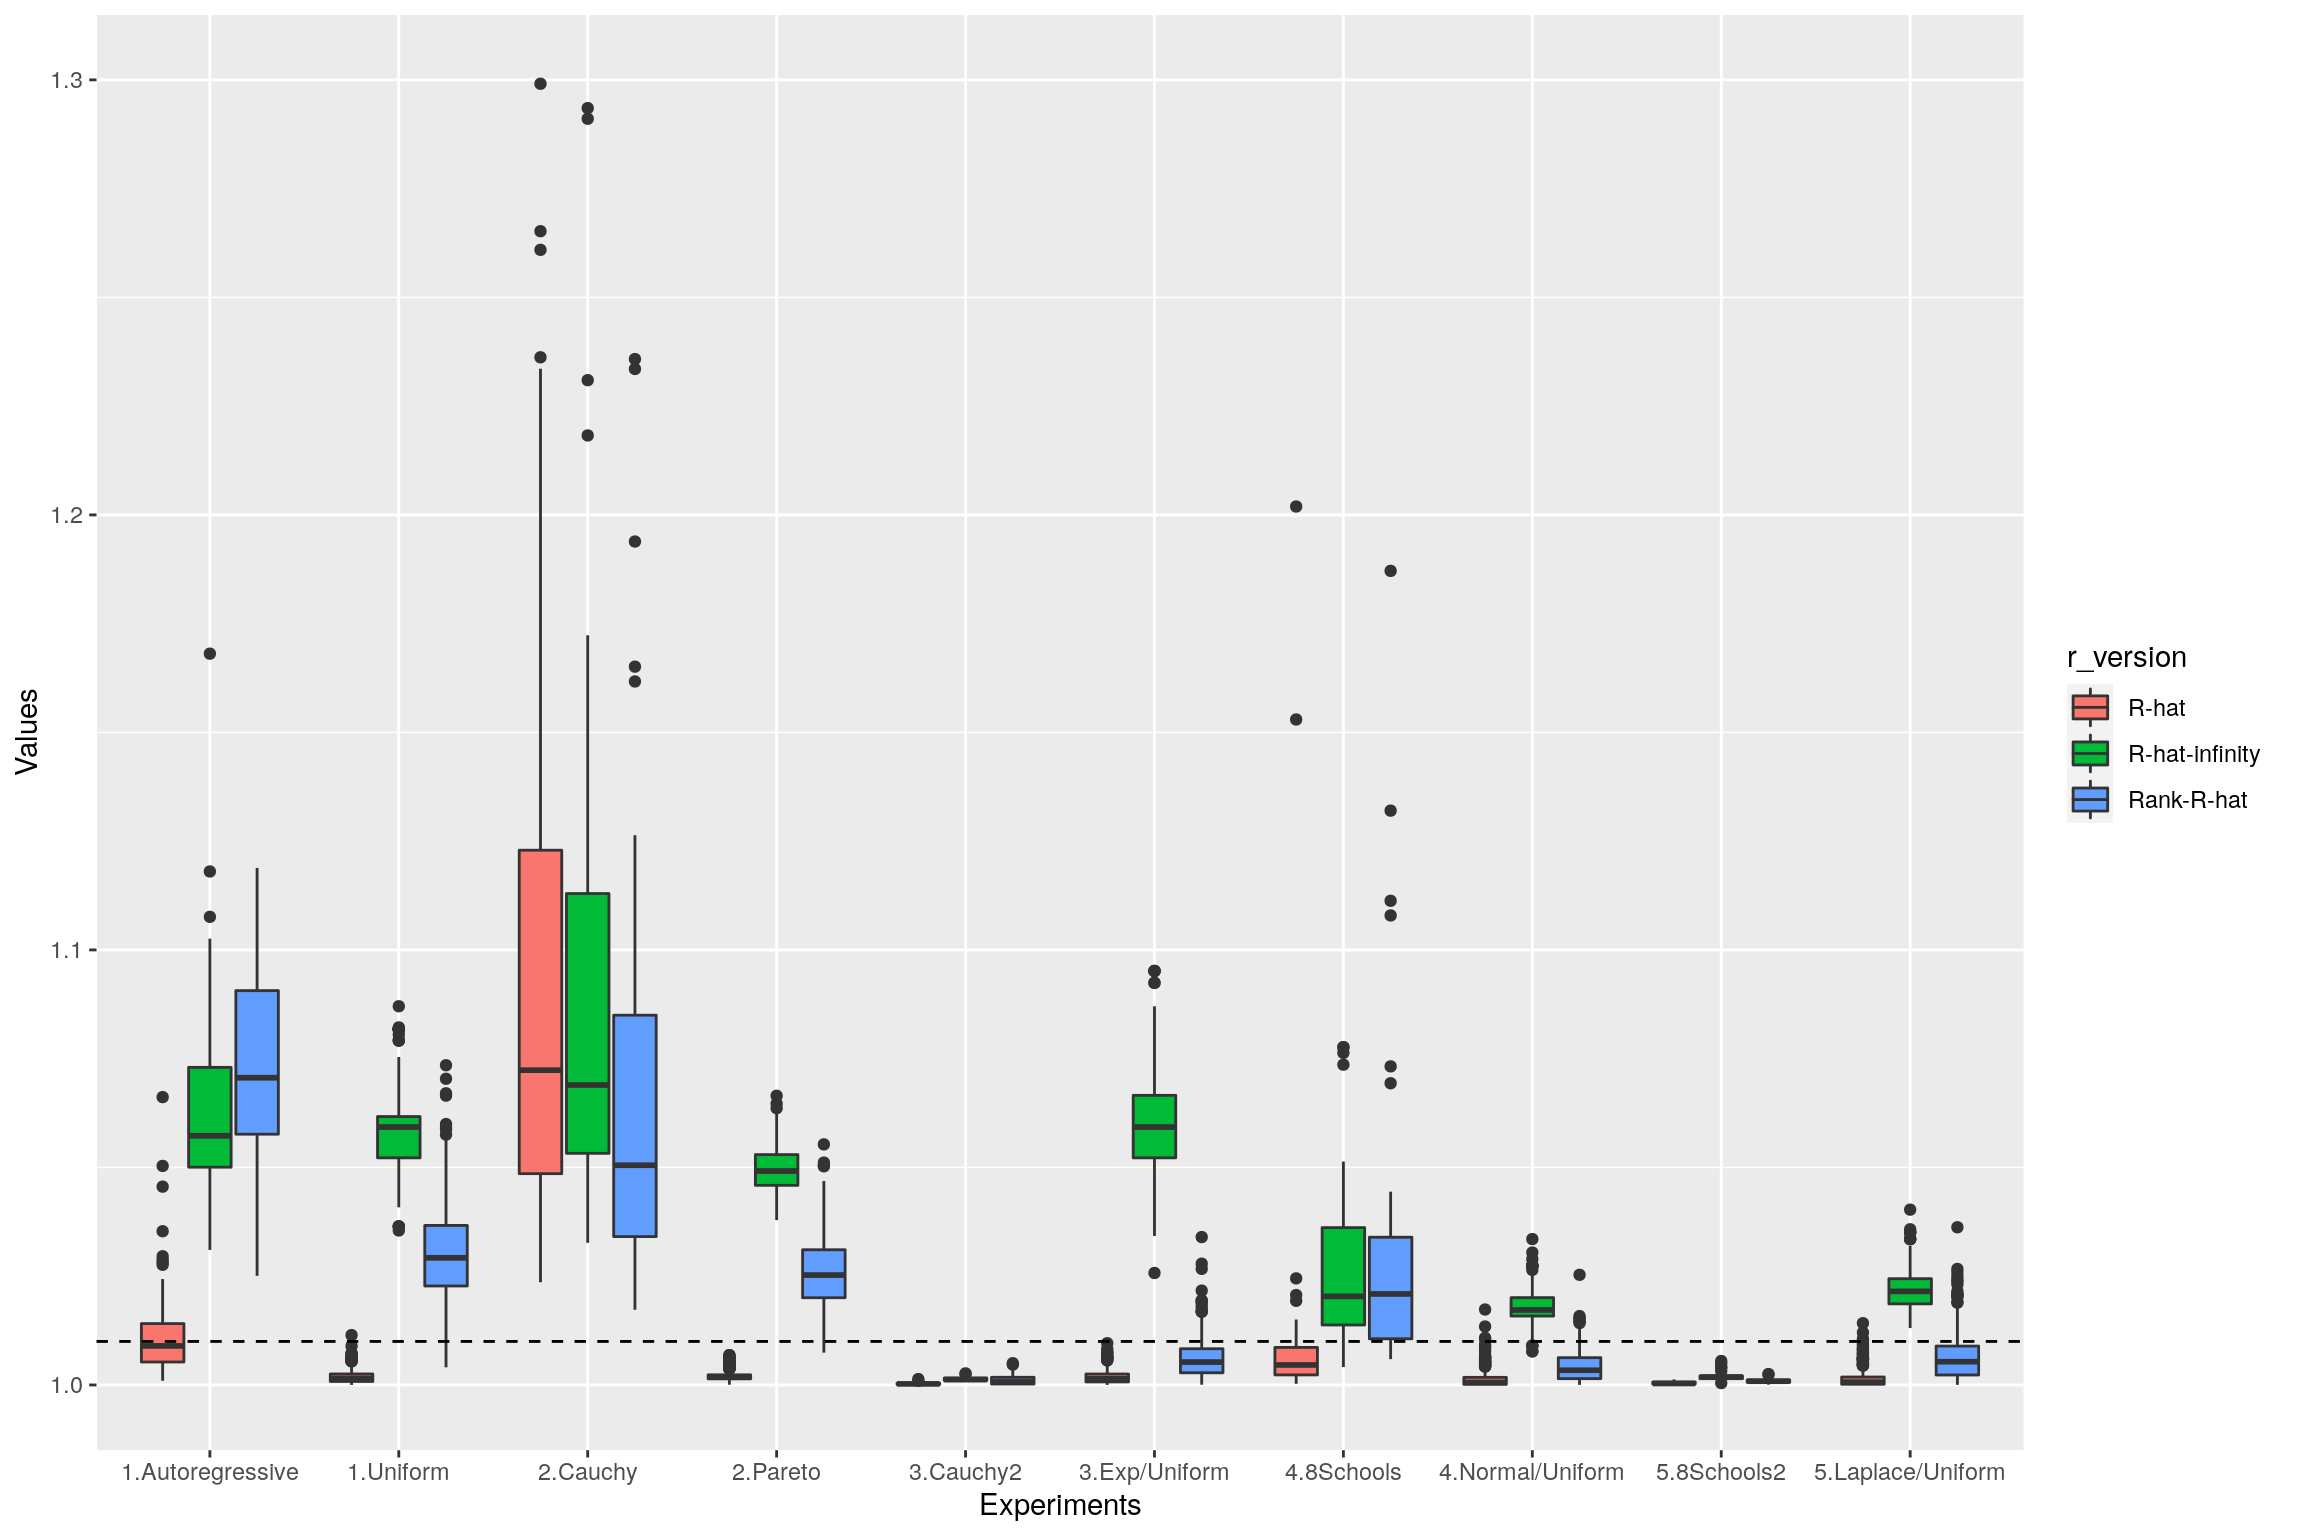 1.3
1.2
1.1
1.0
Values
1.Autoregressive 1.Uniform 2.Cauchy 2.Pareto 3.Cauchy2 3.Exp/Uniform 4.8Schools 4.Normal/Uniform 5.8Schools2 5.Laplace/Uniform
Experiments
r_version
R-hat
R-hat-infinity
Rank-R-hat